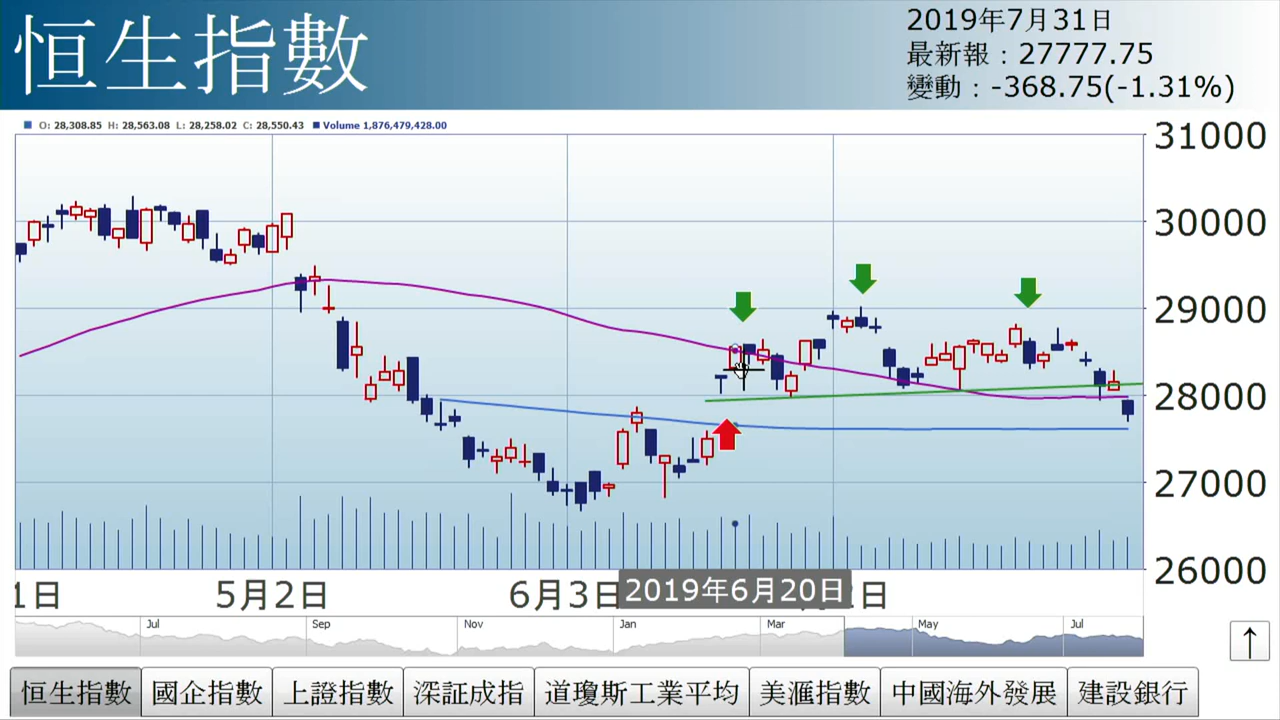 恒生指數
2019年7月31日
最新報：27777.75
變動：-368.75(-1.31%)
O: 28,308.85 H: 28,563.08 L: 28,258.02 C: 28,550.43 Volume 1,876,479,428.00
31000
30000
29000
28000
27000
26000
1日 5月2日 6月3日 2019年6月20日 2日
Jul Sep Nov Jan Mar May Jul
↑
恒生指數 國企指數 上證指數 深証成指 道瓊斯工業平均 美滙指數 中國海外發展 建設銀行